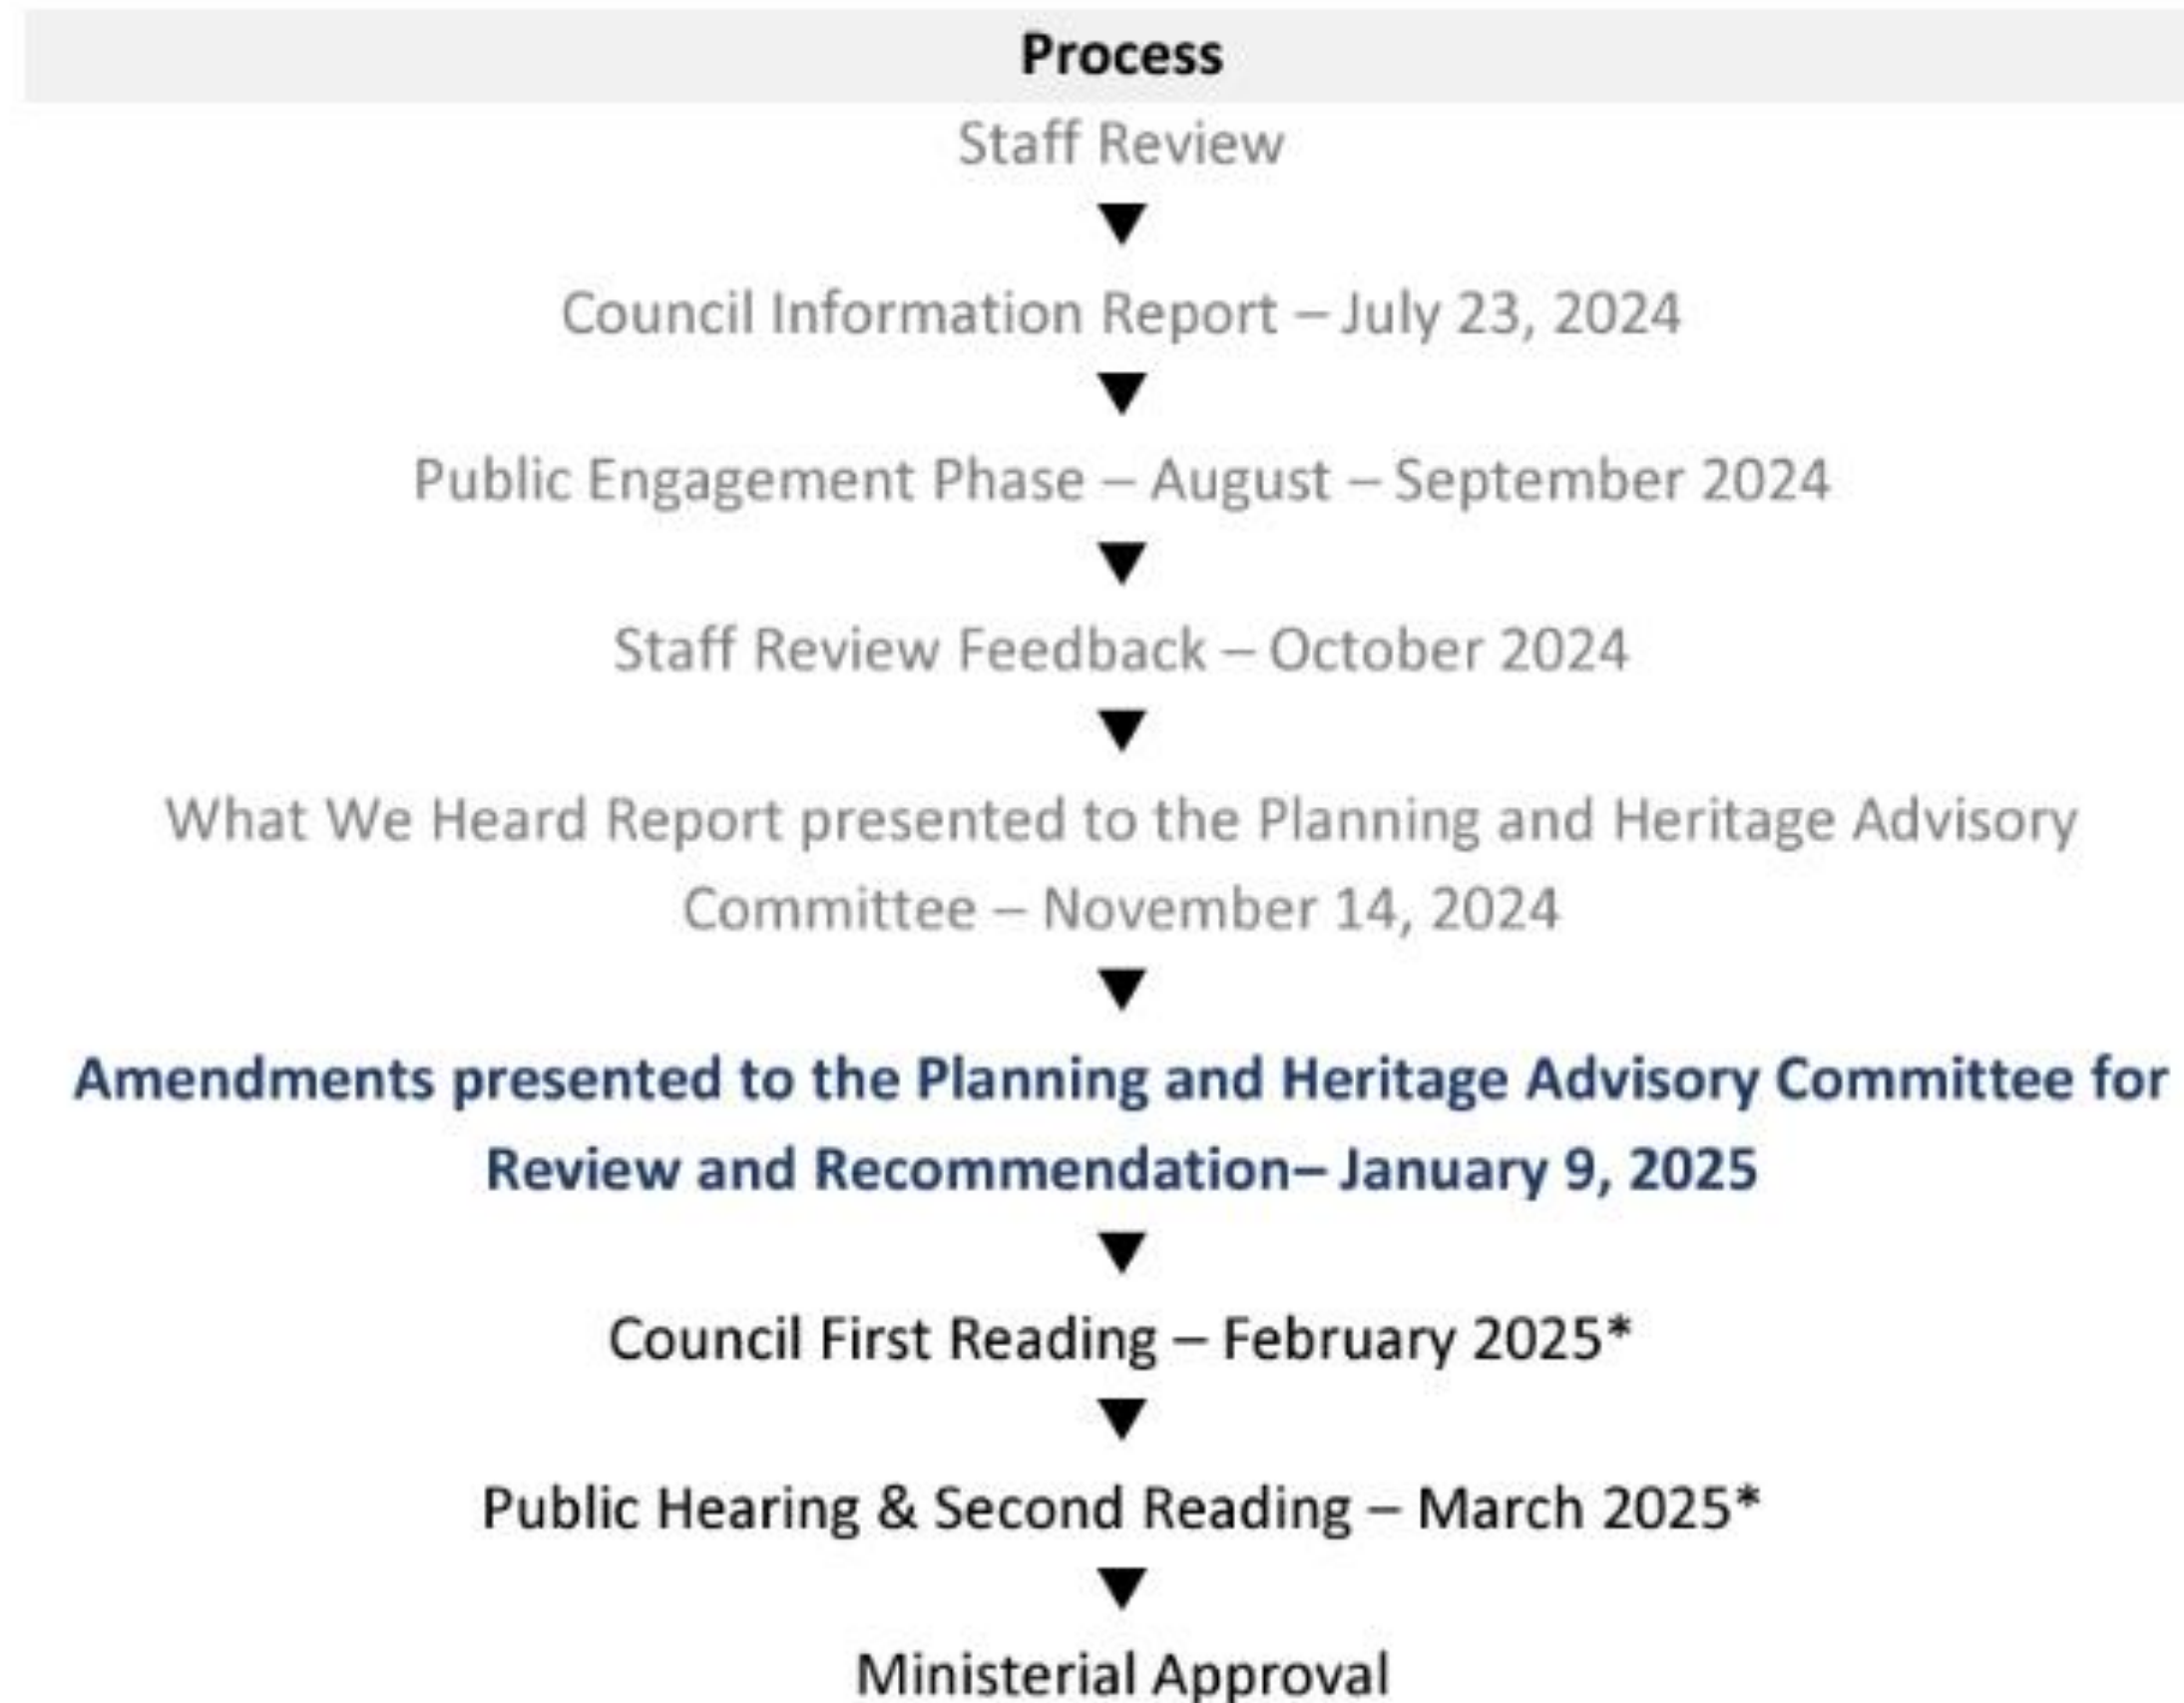 Process
Staff Review
Council Information Report – July 23, 2024
Public Engagement Phase – August – September 2024
Staff Review Feedback – October 2024
What We Heard Report presented to the Planning and Heritage Advisory
Committee – November 14, 2024
Amendments presented to the Planning and Heritage Advisory Committee for
Review and Recommendation– January 9, 2025
Council First Reading – February 2025*
Public Hearing & Second Reading – March 2025*
Ministerial Approval